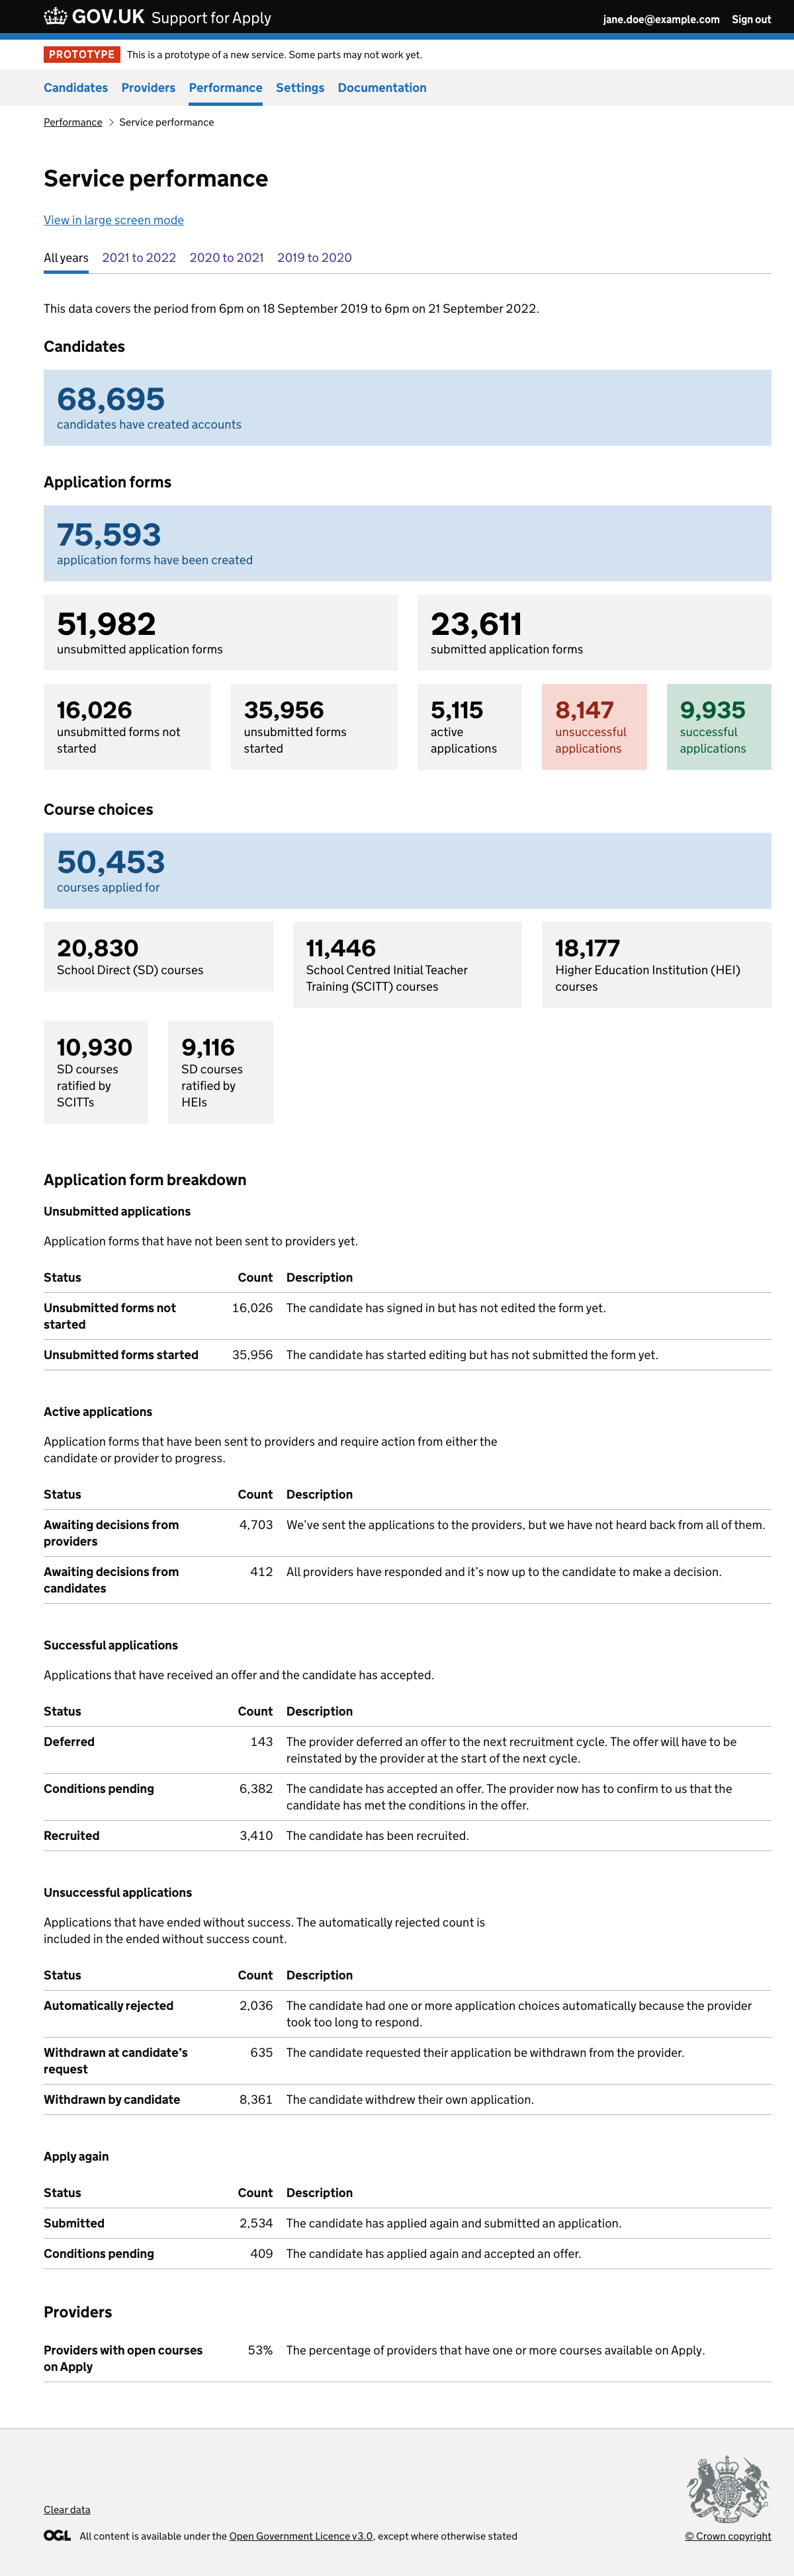 GOV.UK Support for Apply
jane.doe@example.com Sign out
PROTOTYPE This is a prototype of a new service. Some parts may not work yet.
Candidates Providers Performance Settings Documentation
Performance Service performance
Service performance
View in large screen mode
All years 2021 to 2022 2020 to 2021 2019 to 2020
This data covers the period from 6pm on 18 September 2019 to 6pm on 21 September 2022.
Candidates
68,695
candidates have created accounts
Application forms
75,593
application forms have been created
51,982
unsubmitted application forms
23,611
submitted application forms
16,026
unsubmitted forms not
started
35,956
unsubmitted forms
started
5,115
active
applications
8,147
unsuccessful
applications
9,935
successful
applications
Course choices
50,453
courses applied for
20,830
School Direct (SD) courses
11,446
School Centred Initial Teacher
Training (SCITT) courses
18,177
Higher Education Institution (HEI)
courses
10,930
SD courses
ratified by
SCITTs
9,116
SD courses
ratified by
HEIs
Application form breakdown
Unsubmitted applications
Application forms that have not been sent to providers yet.
Status Count Description
Unsubmitted forms not
started
16,026 The candidate has signed in but has not edited the form yet.
Unsubmitted forms started 35,956 The candidate has started editing but has not submitted the form yet.
Active applications
Application forms that have been sent to providers and require action from either the
candidate or provider to progress.
Status Count Description
Awaiting decisions from
providers
4,703 We’ve sent the applications to the providers, but we have not heard back from all of them.
Awaiting decisions from
candidates
412 All providers have responded and it’s now up to the candidate to make a decision.
Successful applications
Applications that have received an offer and the candidate has accepted.
Status Count Description
Deferred 143 The provider deferred an offer to the next recruitment cycle. The offer will have to be
reinstated by the provider at the start of the next cycle.
Conditions pending 6,382 The candidate has accepted an offer. The provider now has to confirm to us that the
candidate has met the conditions in the offer.
Recruited 3,410 The candidate has been recruited.
Unsuccessful applications
Applications that have ended without success. The automatically rejected count is
included in the ended without success count.
Status Count Description
Automatically rejected 2,036 The candidate had one or more application choices automatically because the provider
took too long to respond.
Withdrawn at candidate’s
request
635 The candidate requested their application be withdrawn from the provider.
Withdrawn by candidate 8,361 The candidate withdrew their own application.
Apply again
Status Count Description
Submitted 2,534 The candidate has applied again and submitted an application.
Conditions pending 409 The candidate has applied again and accepted an offer.
Providers
Providers with open courses
on Apply
53% The percentage of providers that have one or more courses available on Apply.
Clear data
OGL All content is available under the Open Government Licence v3.0, except where otherwise stated
© Crown copyright